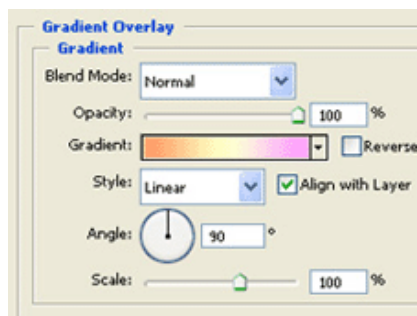 Gradient Overlay
Gradient
Blend Mode: Normal
Opacity: 100 %
Gradient: Reverse
Style: Linear Align with Layer
Angle: 90 °
Scale: 100 %